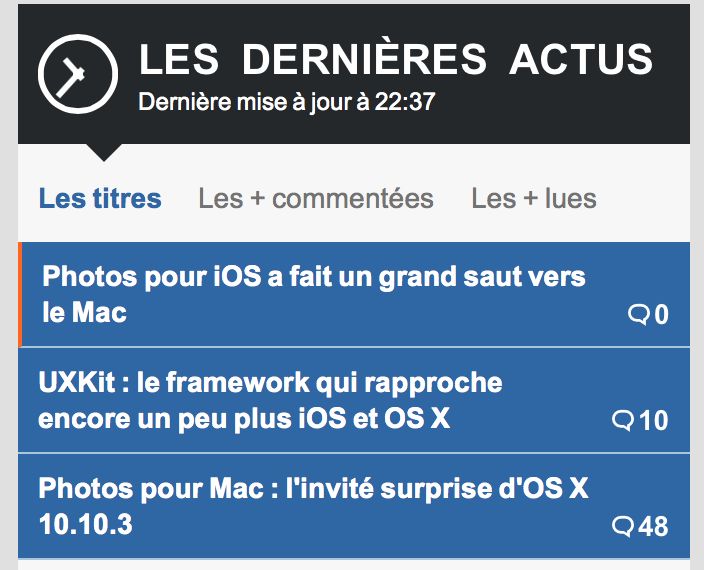 LES DERNIÈRES ACTUS
Dernière mise à jour à 22:37
Les titres Les + commentées Les + lues
Photos pour iOS a fait un grand saut vers
le Mac
0
UXKit : le framework qui rapproche
encore un peu plus iOS et OS X
10
Photos pour Mac : l'invité surprise d'OS X
10.10.3
48